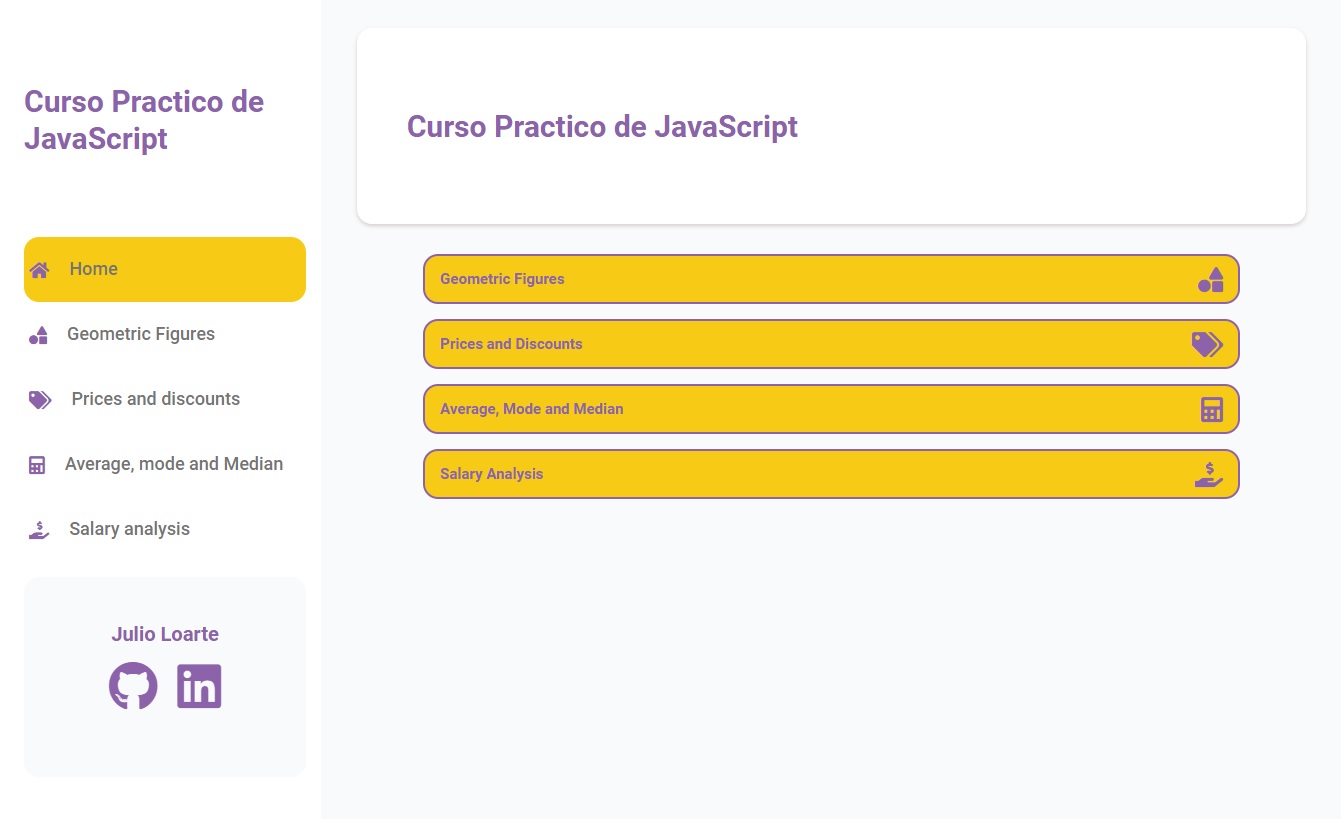 Curso Practico de
JavaScript
Home
Geometric Figures
Prices and discounts
Average, mode and Median
Salary analysis
Julio Loarte
Curso Practico de JavaScript
Geometric Figures
Prices and Discounts
Average, Mode and Median
Salary Analysis